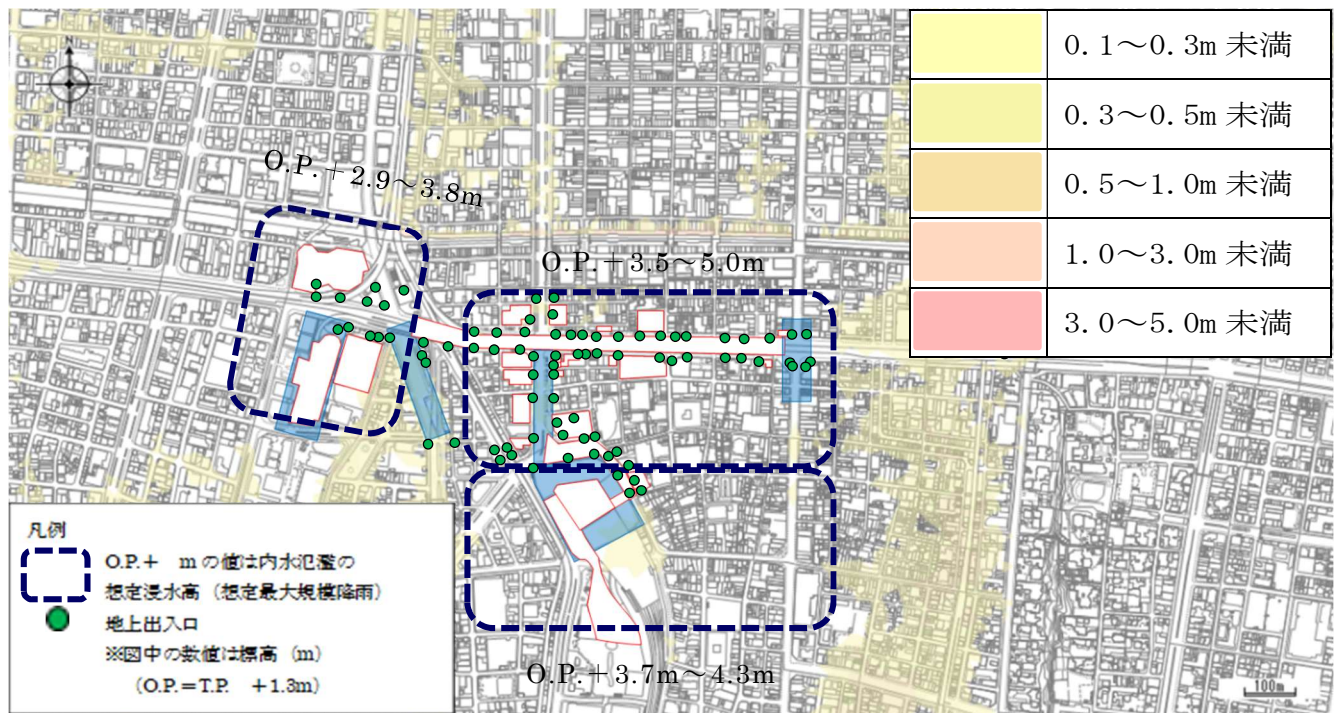 0.1～0.3m 未満
0.3～0.5m 未満
0.5～1.0m 未満
1.0～3.0m 未満
3.0～5.0m 未満
N
O.P.＋2.9～3.8m
O.P.＋3.5～5.0m
O.P.＋3.7m～4.3m
凡例
O.P.＋　m の値は内水氾濫の
想定浸水高（想定最大規模降雨）
地上出入口
※図中の数値は標高（m）
（O.P.＝T.P.　＋1.3m）
100m